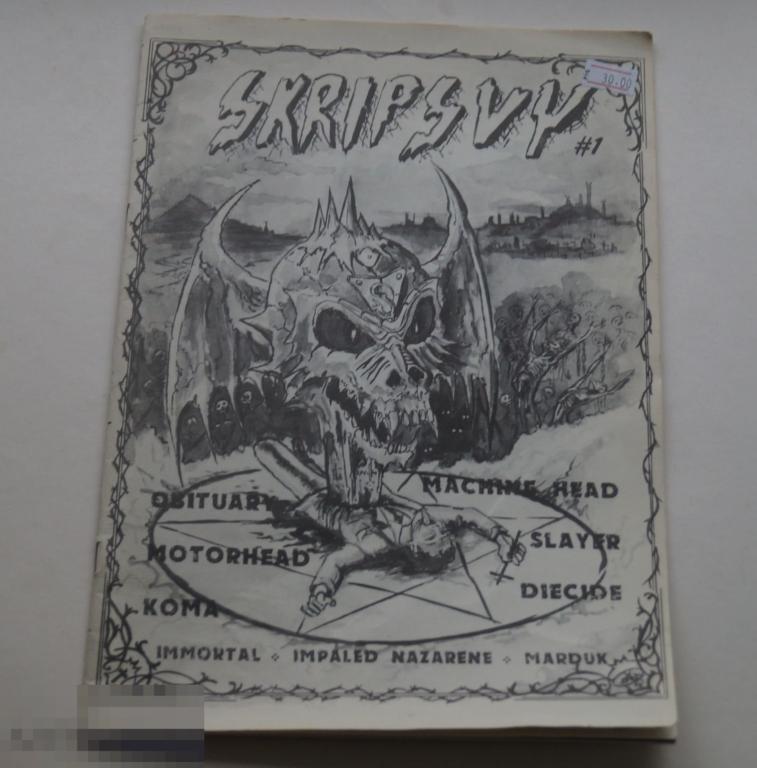 SKRIPSVY
#1
30.00
OBITUARY
MACHINE HEAD
MOTORHEAD
SLAYER
KOMA
DIECIDE
IMMORTAL IMPALED NAZARENE MARDUK